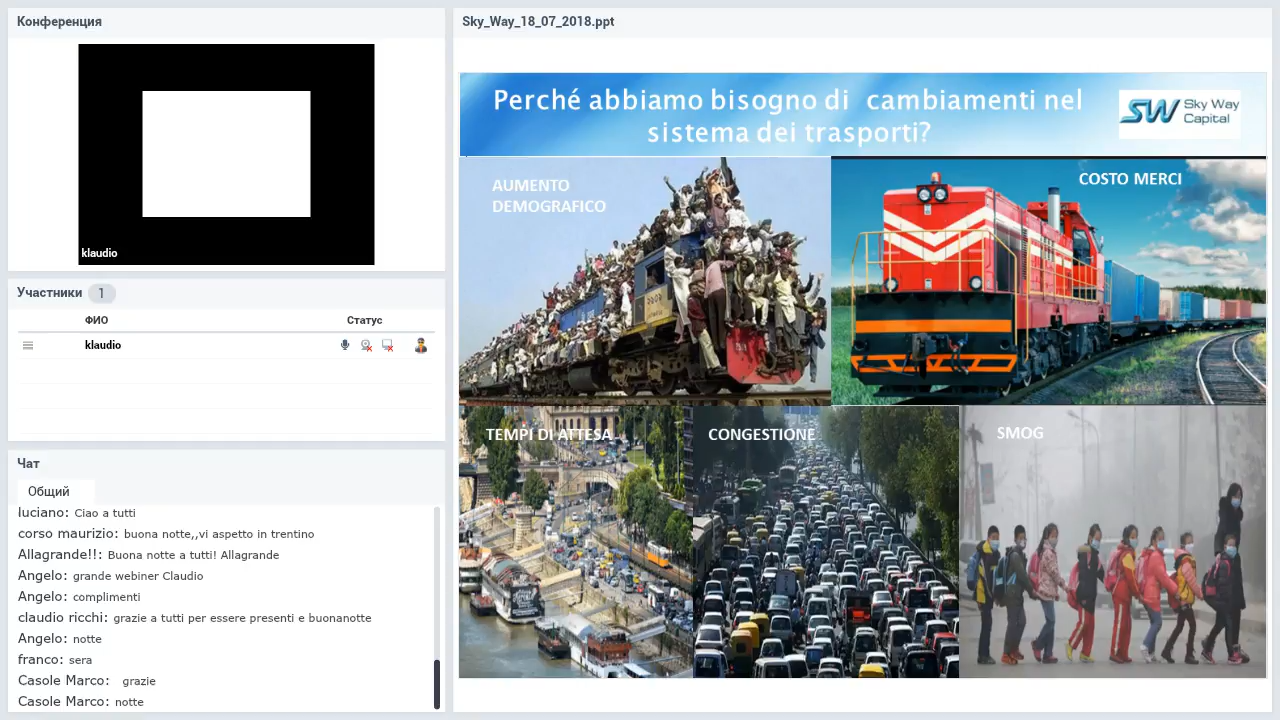 Конференция
klaudio
Участники 1
ФИО Статус
klaudio
Чат
Общий
luciano: Ciao a tutti
corso maurizio: buona notte,,vi aspetto in trentino
Allagrande!!: Buona notte a tutti! Allagrande
Angelo: grande webiner Claudio
Angelo: complimenti
claudio ricchi: grazie a tutti per essere presenti e buonanotte
Angelo: notte
franco: sera
Casole Marco: grazie
Casole Marco: notte
Sky_Way_18_07_2018.ppt
Perché abbiamo bisogno di cambiamenti nel
sistema dei trasporti?
SW Sky Way
Capital
AUMENTO
DEMOGRAFICO
COSTO MERCI
TEMPI DI ATTESA
CONGESTIONE
SMOG